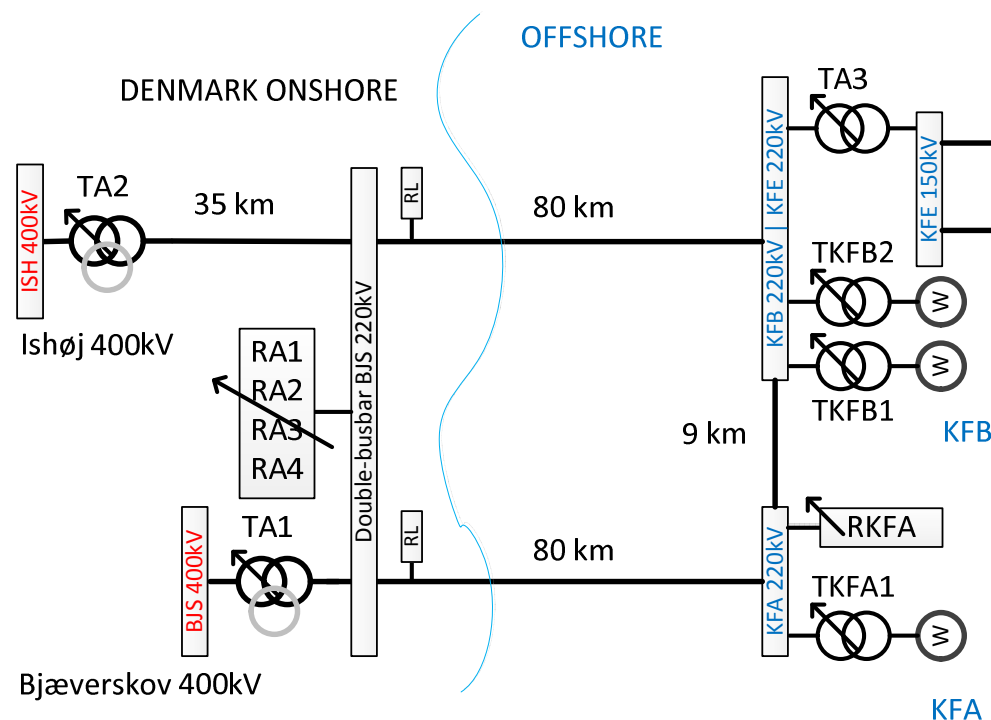 OFFSHORE
DENMARK ONSHORE
TA3
TA2
35 km
RL
80 km
KFB 220kV | KFE 220kV
KFE 150kV
ISH 400kV
TKFB2
W
Ishøj 400kV
RA1
RA2
RA3
RA4
Double-busbar BJS 220kV
W
TKFB1
9 km
KFB
BJS 400kV
TA1
RL
80 km
KFA 220kV
RKFA
TKFA1
W
Bjæverskov 400kV
KFA